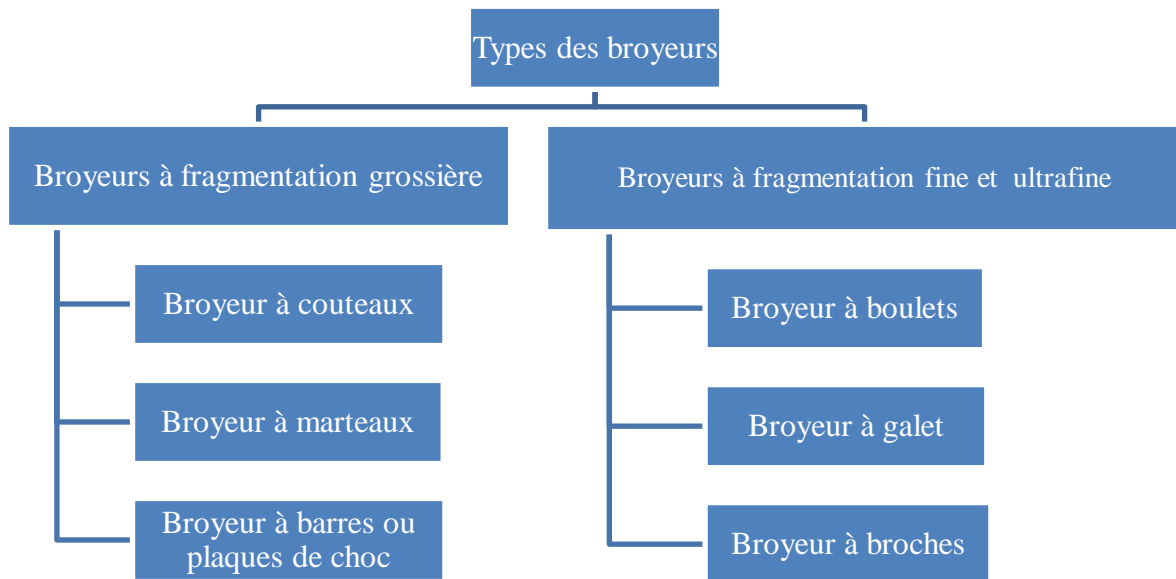 Types des broyeurs
Broyeurs à fragmentation grossière
Broyeur à couteaux
Broyeur à marteaux
Broyeur à barres ou
plaques de choc
Broyeurs à fragmentation fine et ultrafine
Broyeur à boulets
Broyeur à galet
Broyeur à broches